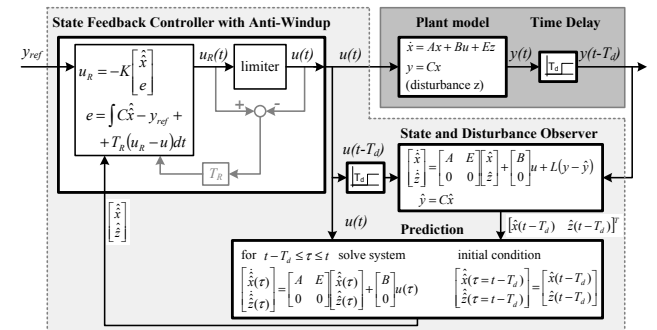 State Feedback Controller with Anti-Windup
Plant model
Time Delay
y_ref
u_R = −K [x̂̂ e]
e = ∫ Cx̂̂ − y_ref +
+ T_R(u_R − u)dt
u_R(t)
limiter
u(t)
u(t)
+
-
T_R
ẋ = Ax + Bu + Ez
y = Cx
(disturbance z)
y(t)
T_d
y(t-T_d)
State and Disturbance Observer
u(t-T_d)
T_d
[x̂̇ ẑ̇] = [A E 0 0][x̂ ẑ] + [B 0]u + L(y − ŷ)
ŷ = Cx̂
[x̂(t−T_d) ẑ(t−T_d)]^T
u(t)
[x̂̂ ẑ̂]
Prediction
for t − T_d ≤ τ ≤ t solve system
initial condition
[x̂̂̇(τ) ẑ̂̇(τ)] = [A E 0 0][x̂̂(τ) ẑ̂(τ)] + [B 0]u(τ)
[x̂̂(τ = t − T_d) ẑ̂(τ = t − T_d)] = [x̂(t − T_d) ẑ(t − T_d)]